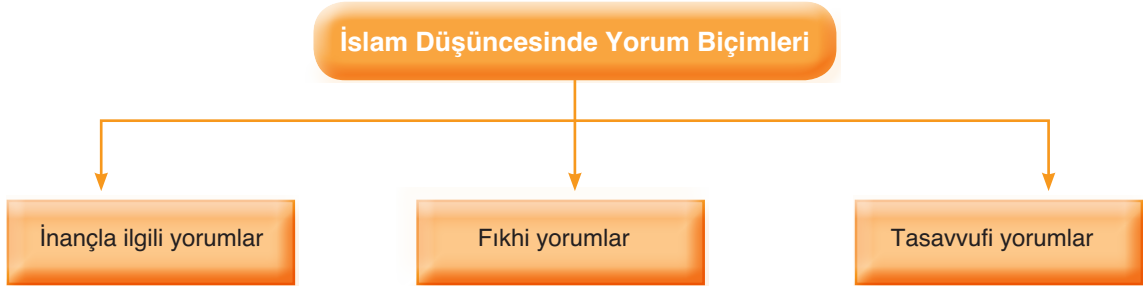 İslam Düşüncesinde Yorum Biçimleri
İnançla ilgili yorumlar
Fıkhi yorumlar
Tasavvufi yorumlar